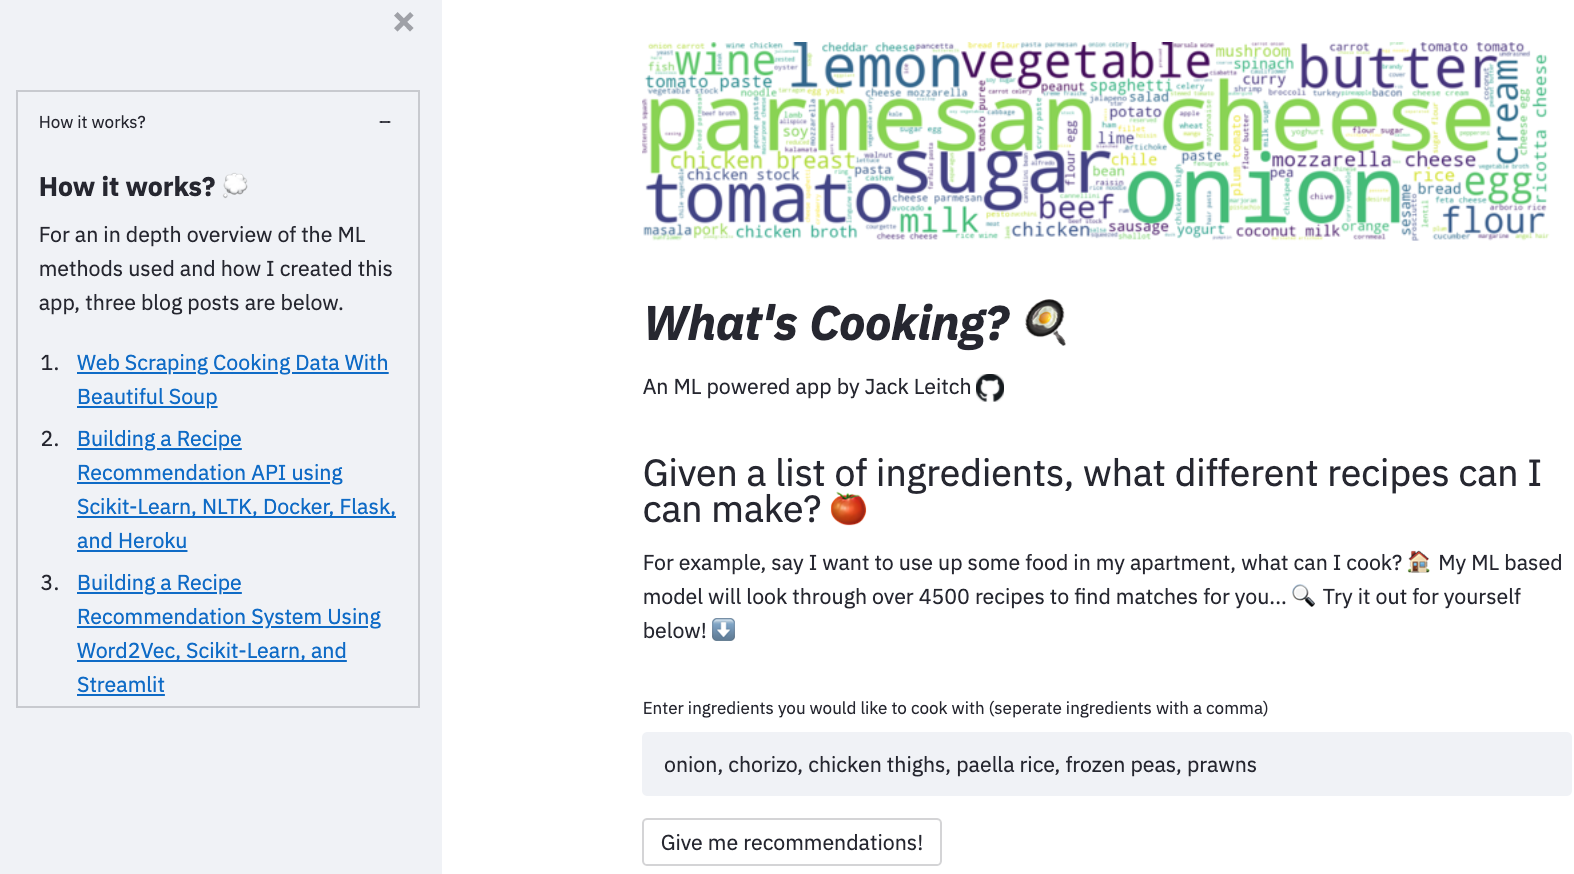 How it works?
How it works?
For an in depth overview of the ML
methods used and how I created this
app, three blog posts are below.
1. Web Scraping Cooking Data With
Beautiful Soup
2. Building a Recipe
Recommendation API using
Scikit-Learn, NLTK, Docker, Flask,
and Heroku
3. Building a Recipe
Recommendation System Using
Word2Vec, Scikit-Learn, and
Streamlit
wine lemon vegetable butter cream
cheddar cheese mushroom carrot tomato tomato
tomato paste spinach
peanut spaghetti curry
parmesan cheese
salad potato
soy lime
chicken breast chile paste mozzarella cheese
chicken stock pasta sugar bean rice ricotta cheese
tomato onion bread egg
beef
milk sesame flour
masala pork chicken broth chicken sausage yogurt coconut milk orange
What's Cooking?
An ML powered app by Jack Leitch
Given a list of ingredients, what different recipes can I
can make?
For example, say I want to use up some food in my apartment, what can I cook? My ML based
model will look through over 4500 recipes to find matches for you... Try it out for yourself
below!
Enter ingredients you would like to cook with (seperate ingredients with a comma)
onion, chorizo, chicken thighs, paella rice, frozen peas, prawns
Give me recommendations!